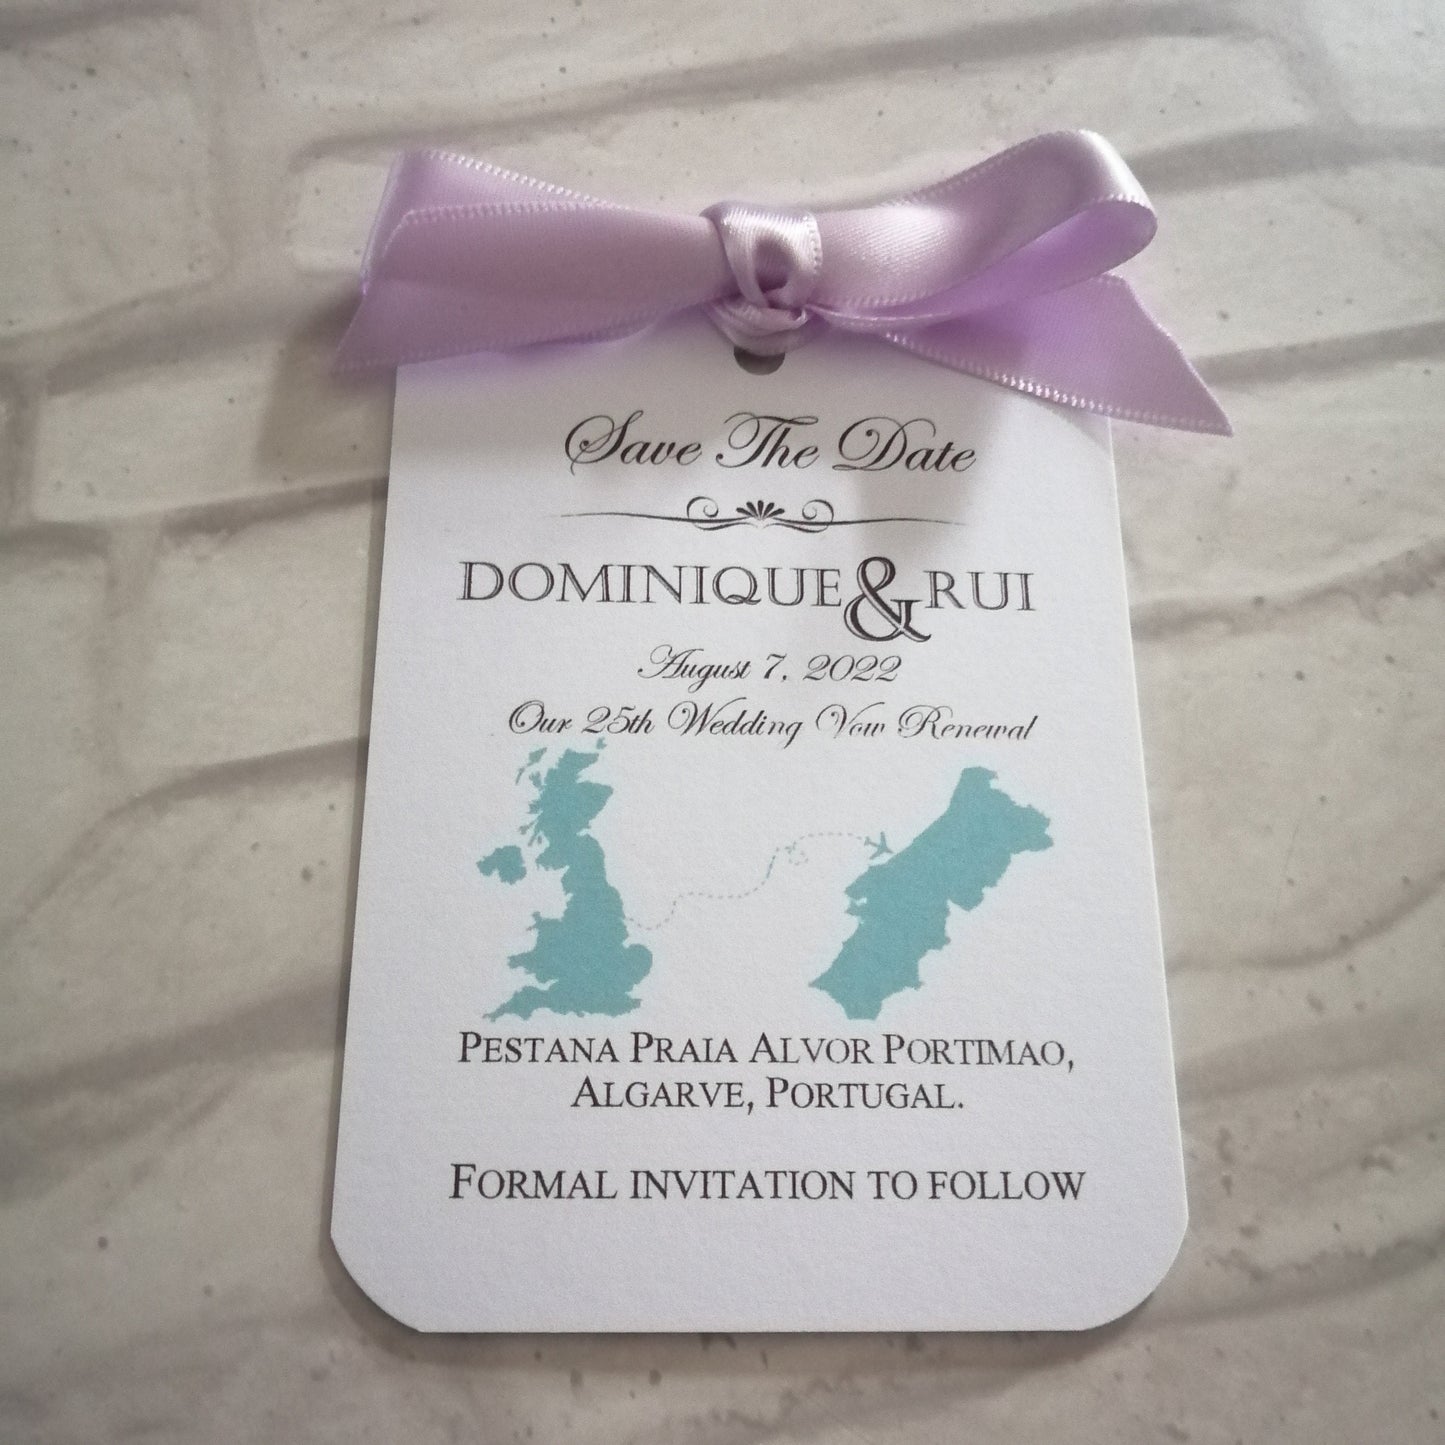 Save The Date
DOMINIQUE & RUI
August 7, 2022
Our 25th Wedding Vow Renewal
PESTANA PRAIA ALVOR PORTIMAO,
ALGARVE, PORTUGAL.
FORMAL INVITATION TO FOLLOW